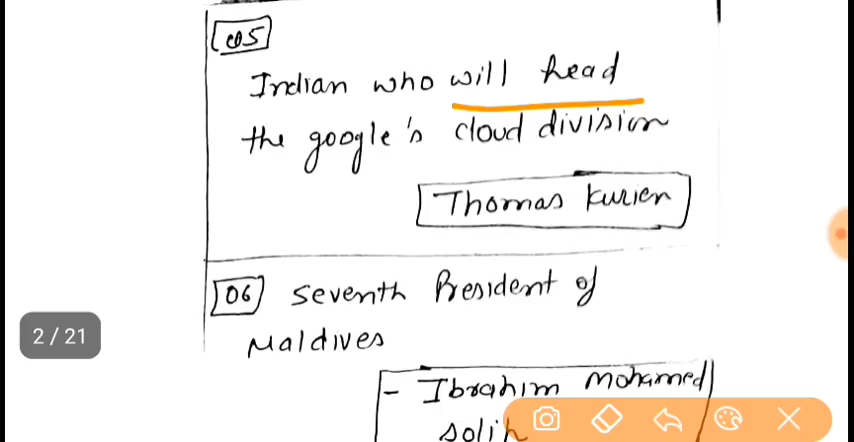 05
Indian who will head
the google's cloud division
Thomas Kurien
06 Seventh President of
Maldives
- Ibrahim Mohamed
Solih
2 / 21